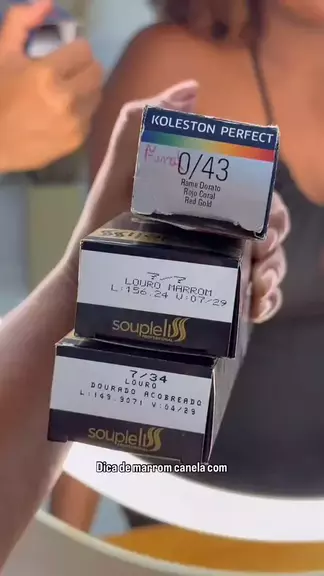 KOLESTON PERFECT
0/43
Rame Dorato
Rojo Coral
Red Gold
7/7
LOURO MARROM
L:156.24 V:07/29
soupleliss
7/34
LOURO
DOURADO ACOBREADO
L:149.9071 V:04/29
soupleliss
Dica de marrom canela com